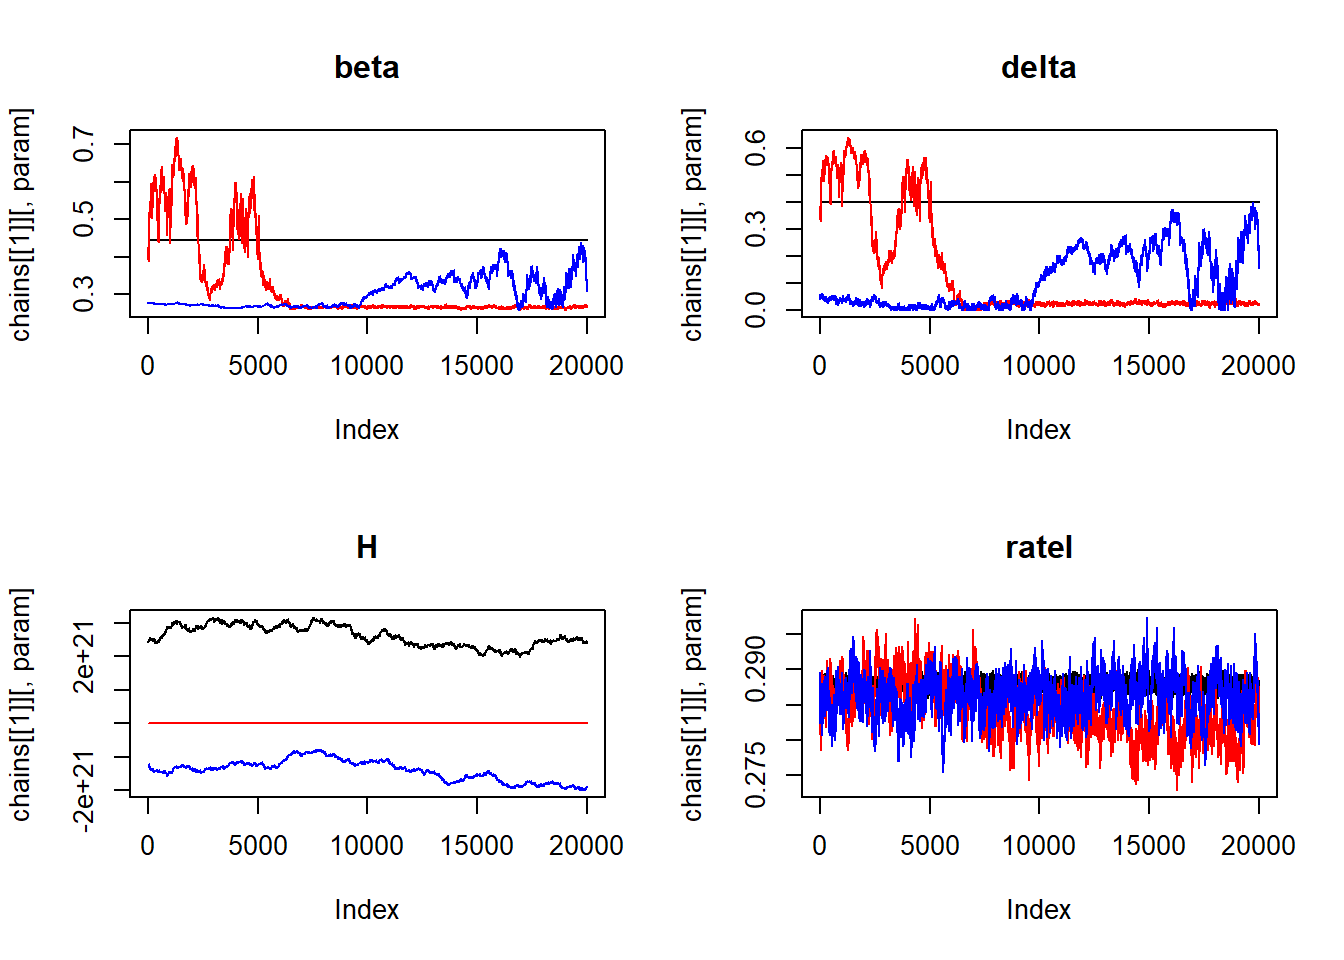 beta
chains[[1]][, param]
0.3 0.5 0.7
0 5000 10000 15000 20000
Index
delta
chains[[1]][, param]
0.0 0.3 0.6
0 5000 10000 15000 20000
Index
H
chains[[1]][, param]
-2e+21 2e+21
0 5000 10000 15000 20000
Index
rateI
chains[[1]][, param]
0.275 0.290
0 5000 10000 15000 20000
Index